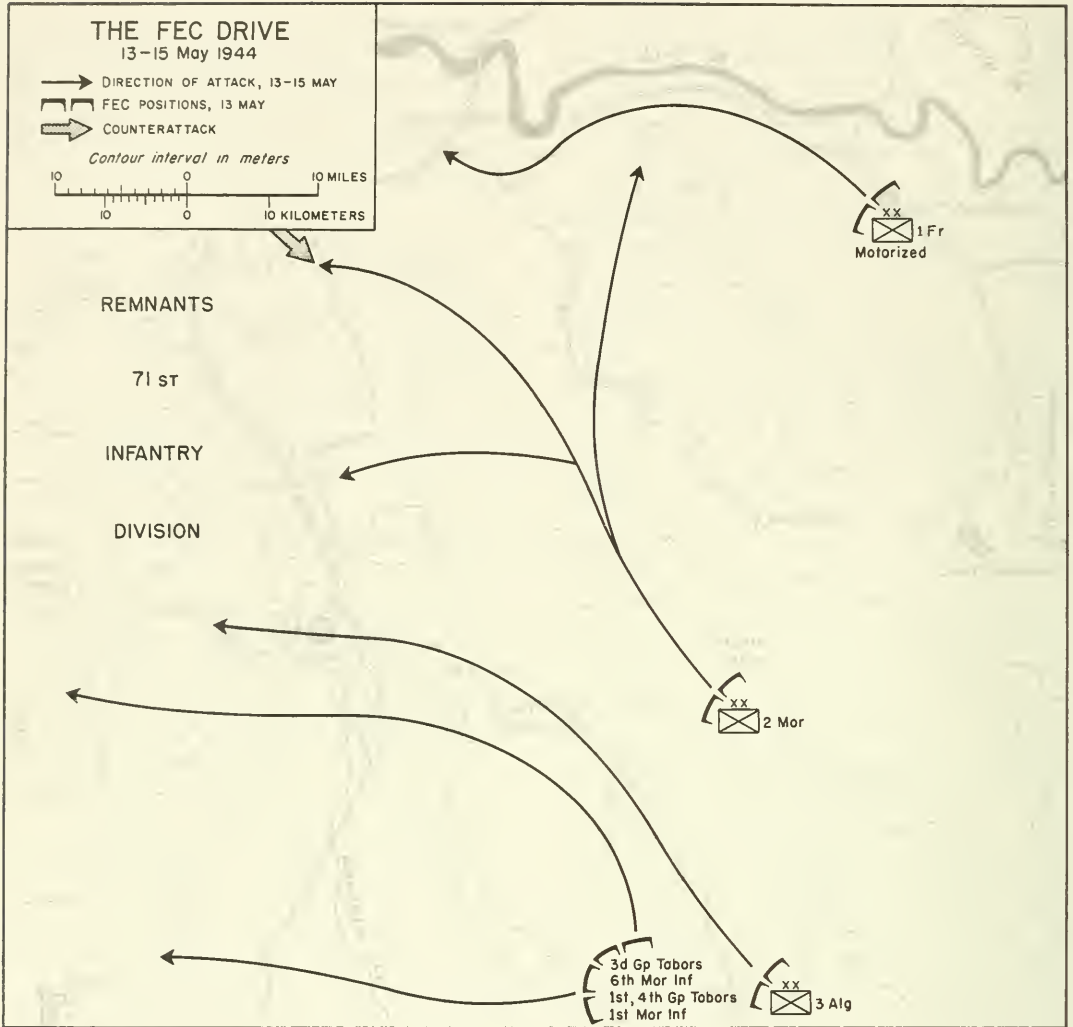 THE FEC DRIVE
13-15 May 1944
DIRECTION OF ATTACK, 13-15 MAY
FEC POSITIONS, 13 MAY
COUNTERATTACK
Contour interval in meters
10 0 10 MILES
10 0 10 KILOMETERS
XX
1 Fr
Motorized
REMNANTS
71 ST
INFANTRY
DIVISION
XX
2 Mor
3d Gp Tabors
6th Mor Inf
1st, 4th Gp Tabors
1st Mor Inf
XX
3 Alg